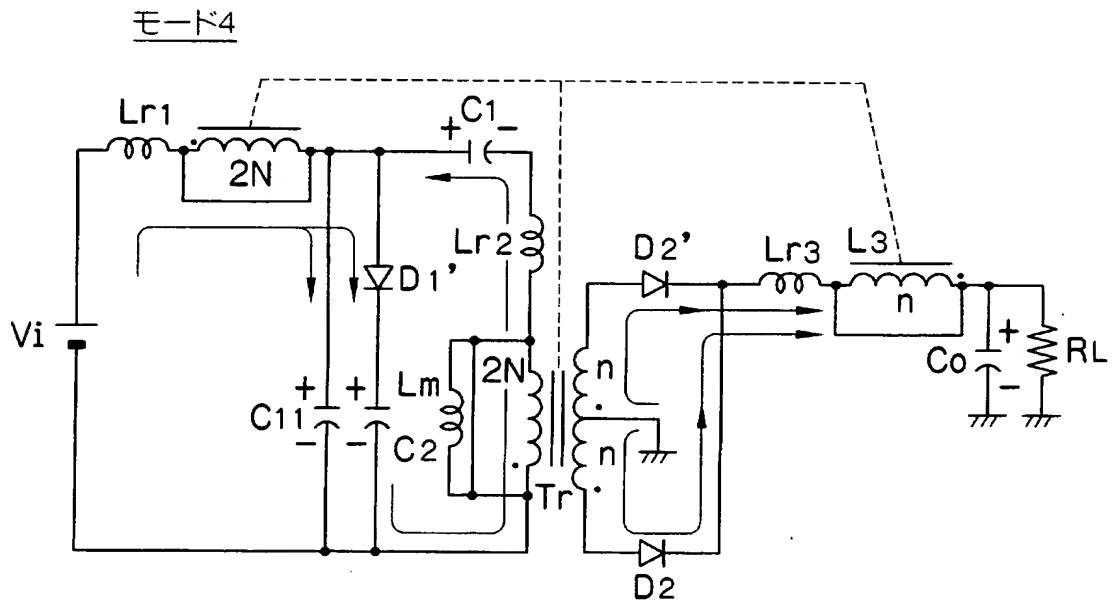 モード4
Lr1
2N
+ C1 -
Lr2
D1'
Vi
+
C11
-
+
C2
-
Lm
2N
Tr
n
n
D2'
D2
Lr3
L3
n
Co
+
-
RL